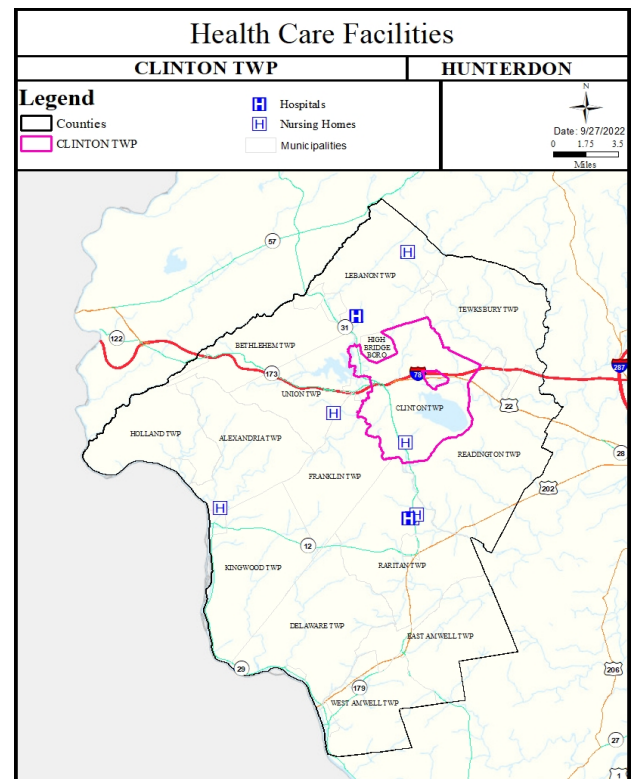 Health Care Facilities
CLINTON TWP
HUNTERDON
Legend
Counties
CLINTON TWP
H Hospitals
H Nursing Homes
Municipalities
N
Date: 9/27/2022
0 1.75 3.5
Miles
57
H
LEBANON TWP
TEWKSBURY TWP
H
31
122
HIGH
BRIDGE
BORO
BETHLEHEM TWP
287
173
78
UNION TWP
CLINTON TWP
22
H
HOLLAND TWP
ALEXANDRIA TWP
H
READINGTON TWP
28
FRANKLIN TWP
202
H
H
H
12
KINGWOOD TWP
RARITAN TWP
DELAWARE TWP
EAST AMWELL TWP
29
206
179
WEST AMWELL TWP
27
1